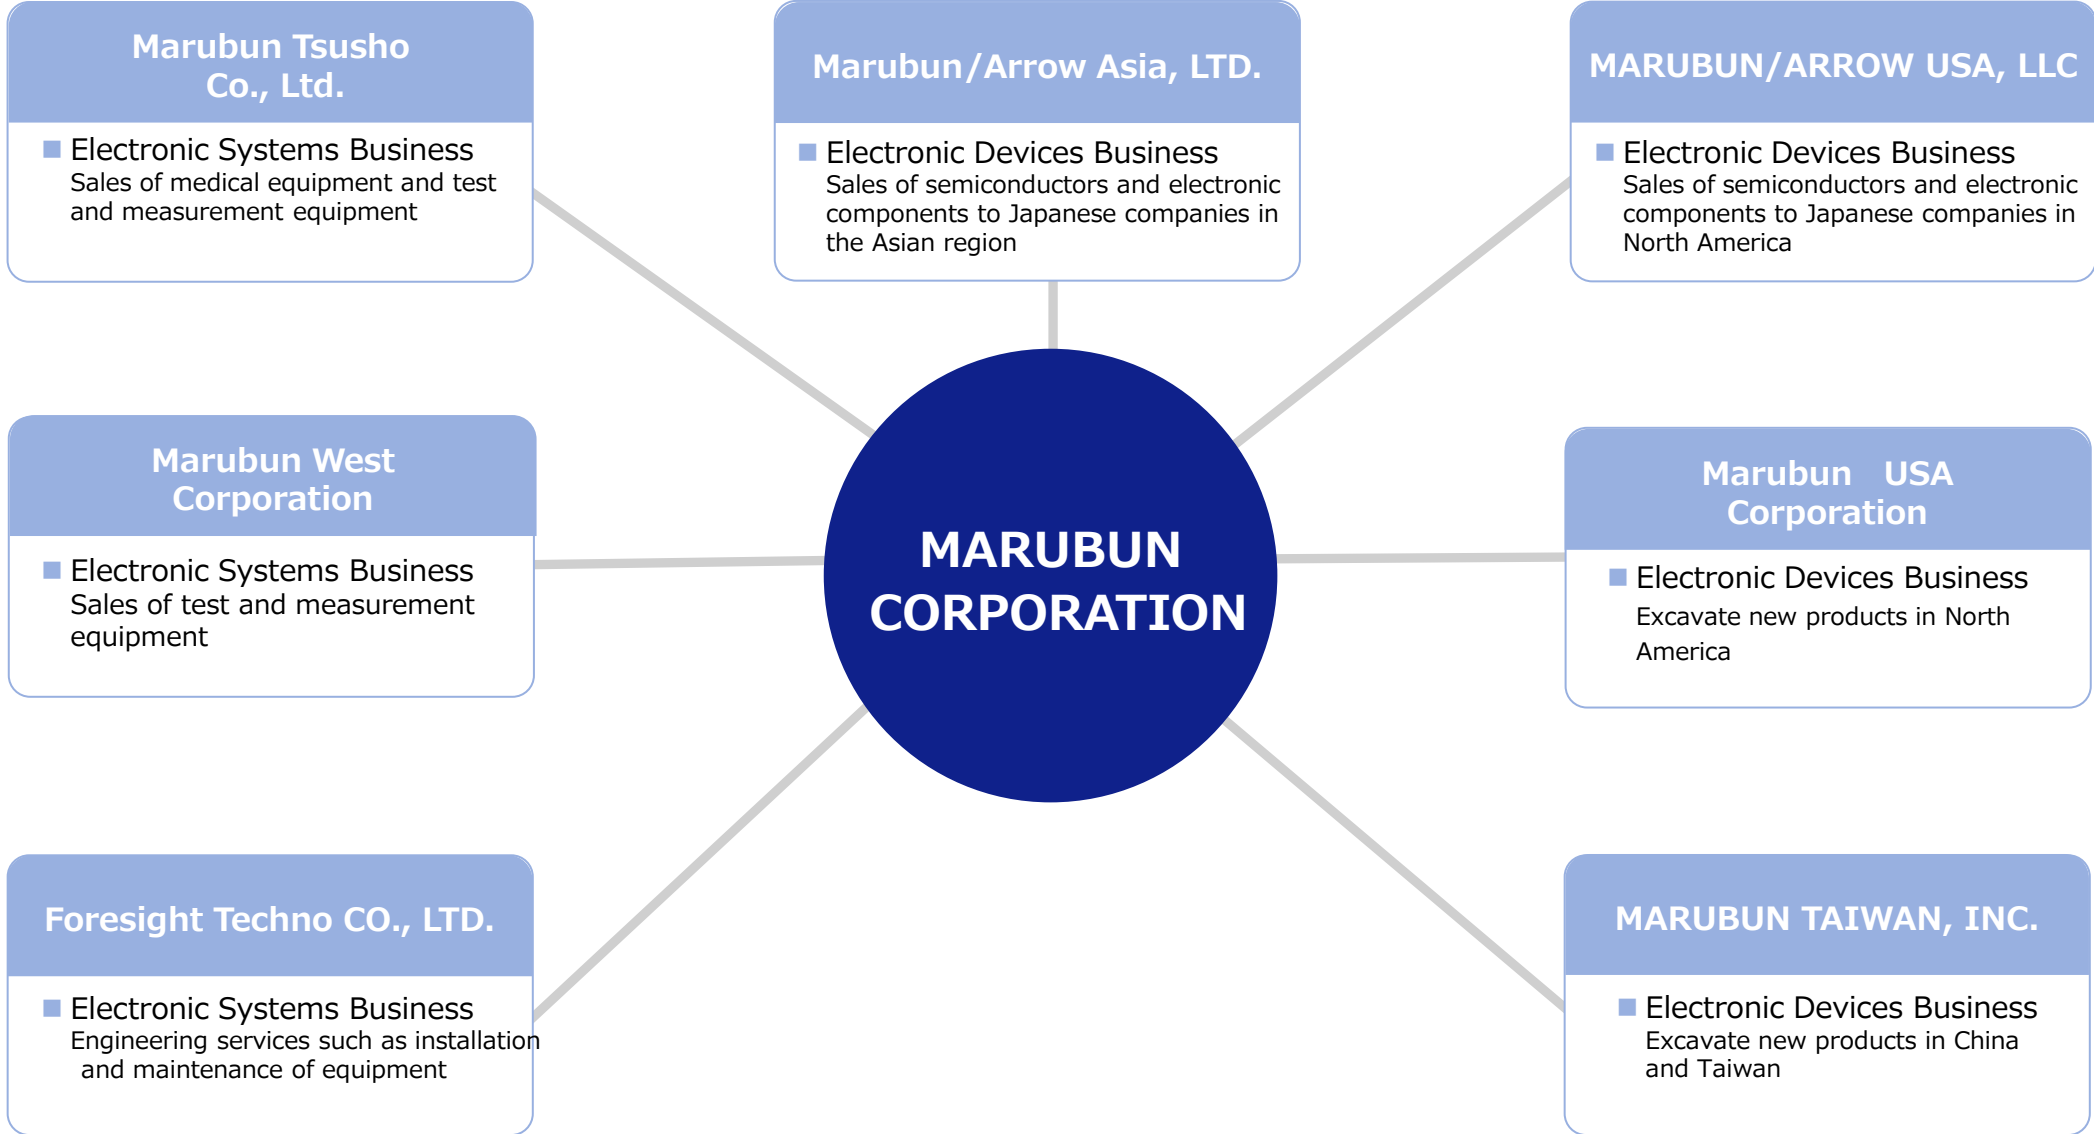 Marubun Tsusho
Co., Ltd.
■ Electronic Systems Business
Sales of medical equipment and test
and measurement equipment
Marubun/Arrow Asia, LTD.
■ Electronic Devices Business
Sales of semiconductors and electronic
components to Japanese companies in
the Asian region
MARUBUN/ARROW USA, LLC
■ Electronic Devices Business
Sales of semiconductors and electronic
components to Japanese companies in
North America
Marubun West
Corporation
■ Electronic Systems Business
Sales of test and measurement
equipment
MARUBUN
CORPORATION
Marubun USA
Corporation
■ Electronic Devices Business
Excavate new products in North
America
Foresight Techno CO., LTD.
■ Electronic Systems Business
Engineering services such as installation
and maintenance of equipment
MARUBUN TAIWAN, INC.
■ Electronic Devices Business
Excavate new products in China
and Taiwan